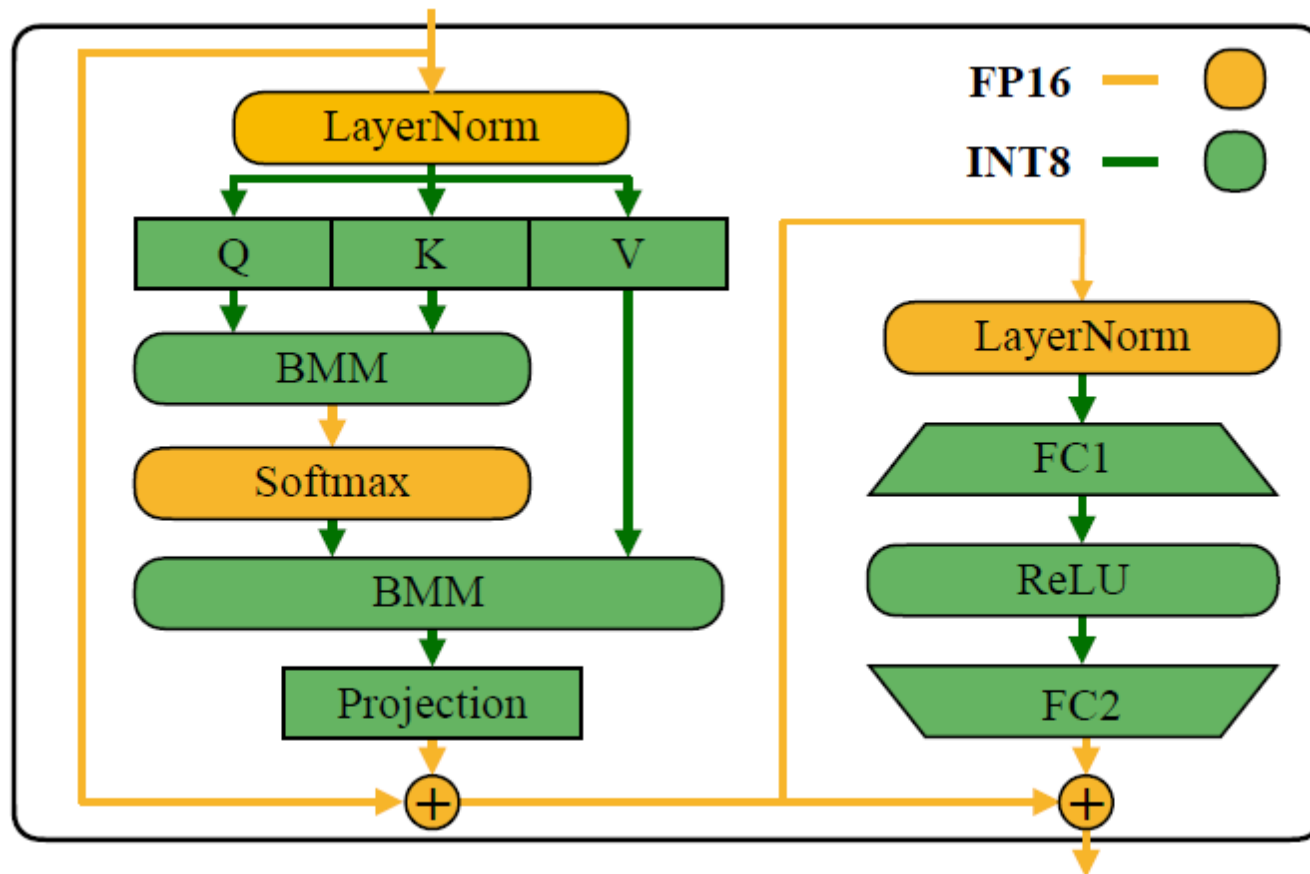 FP16
INT8
LayerNorm
Q K V
BMM
Softmax
BMM
Projection
+
LayerNorm
FC1
ReLU
FC2
+